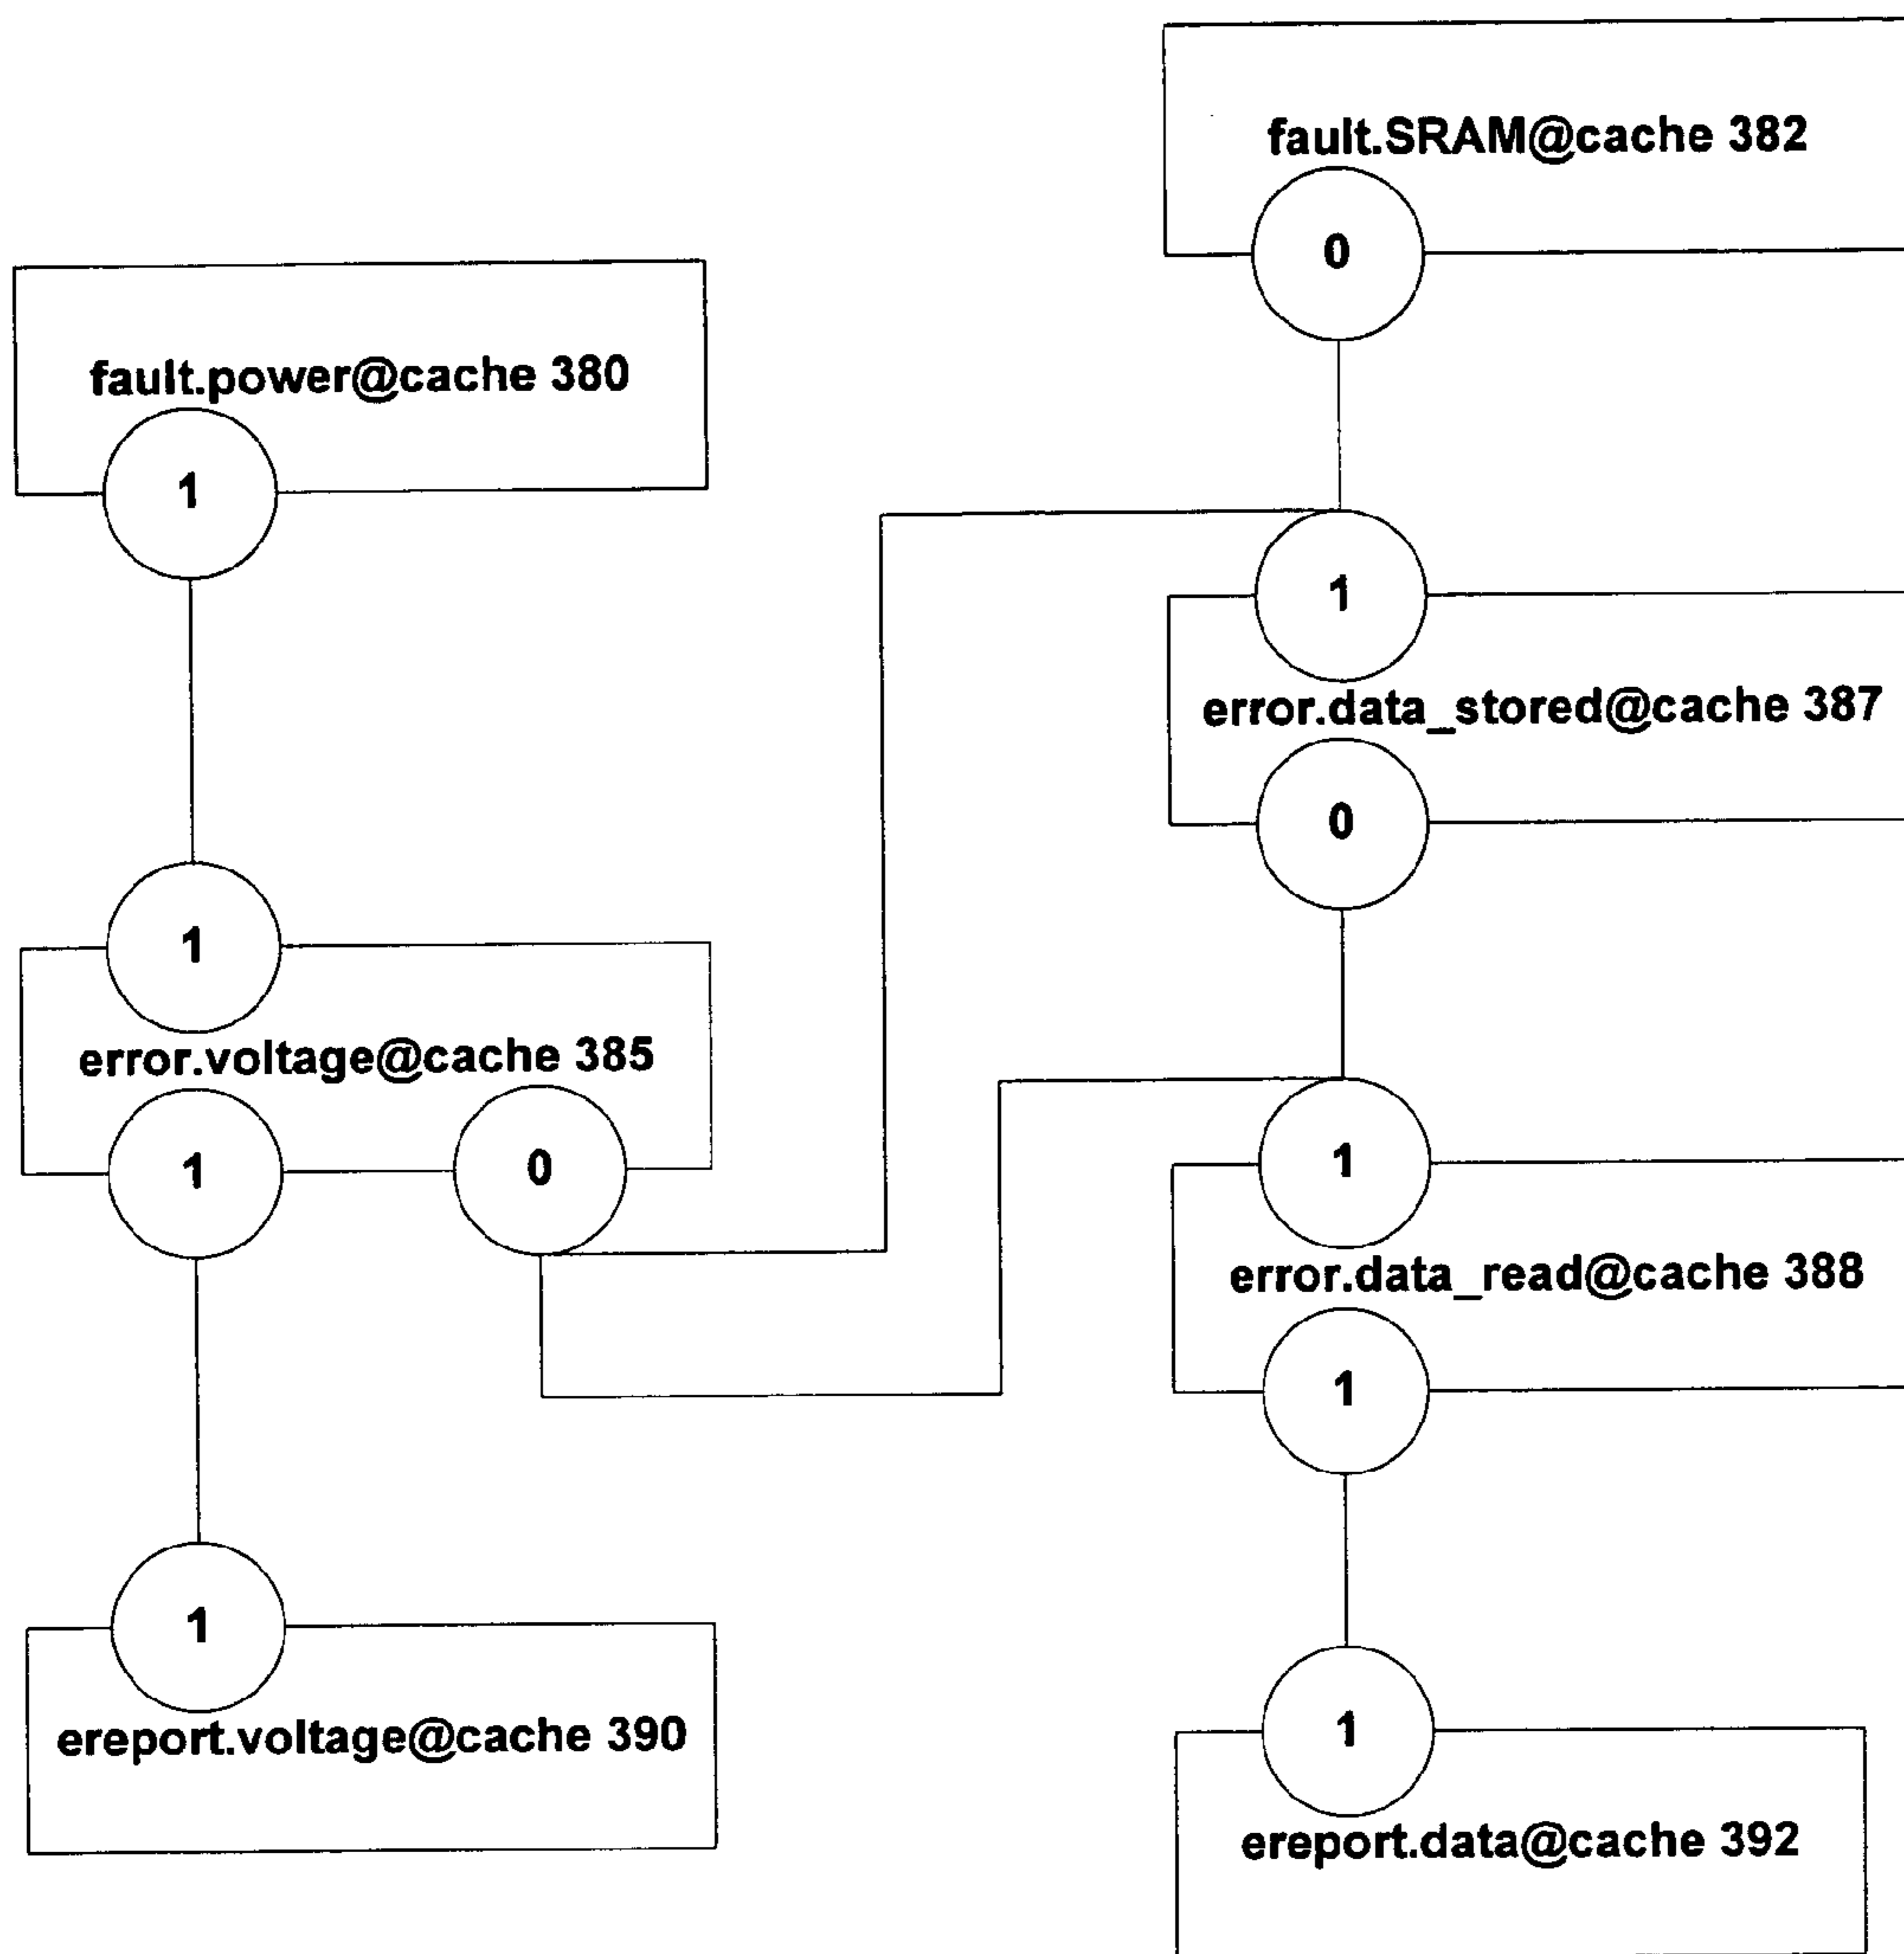 fault.SRAM@cache 382
0
fault.power@cache 380
1
1
error.data_stored@cache 387
0
1
error.voltage@cache 385
1
0
1
error.data_read@cache 388
1
1
ereport.voltage@cache 390
1
ereport.data@cache 392